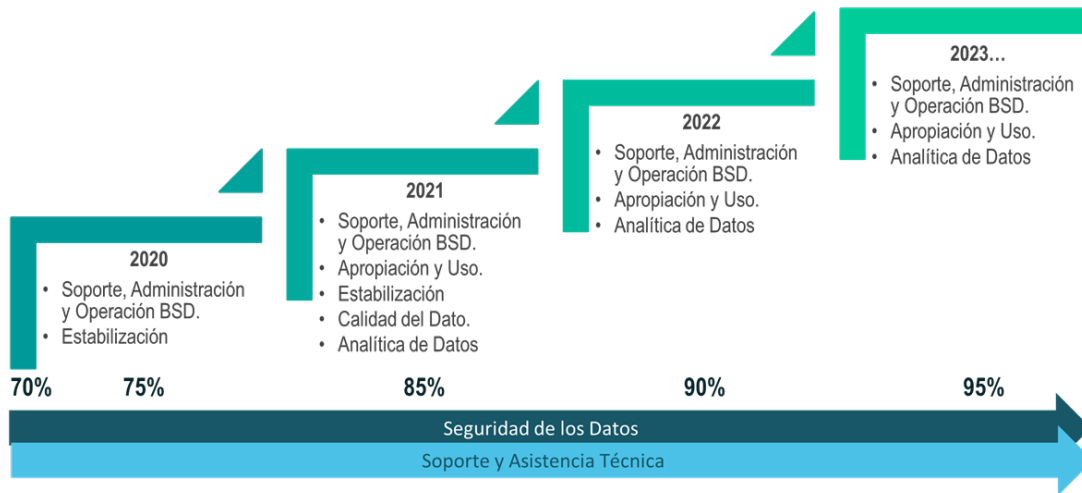 2020
• Soporte, Administración
y Operación BSD.
• Estabilización
2021
• Soporte, Administración
y Operación BSD.
• Apropiación y Uso.
• Estabilización
• Calidad del Dato.
• Analítica de Datos
2022
• Soporte, Administración
y Operación BSD.
• Apropiación y Uso.
• Analítica de Datos
2023...
• Soporte, Administración
y Operación BSD.
• Apropiación y Uso.
• Analítica de Datos
70% 75% 85% 90% 95%
Seguridad de los Datos
Soporte y Asistencia Técnica